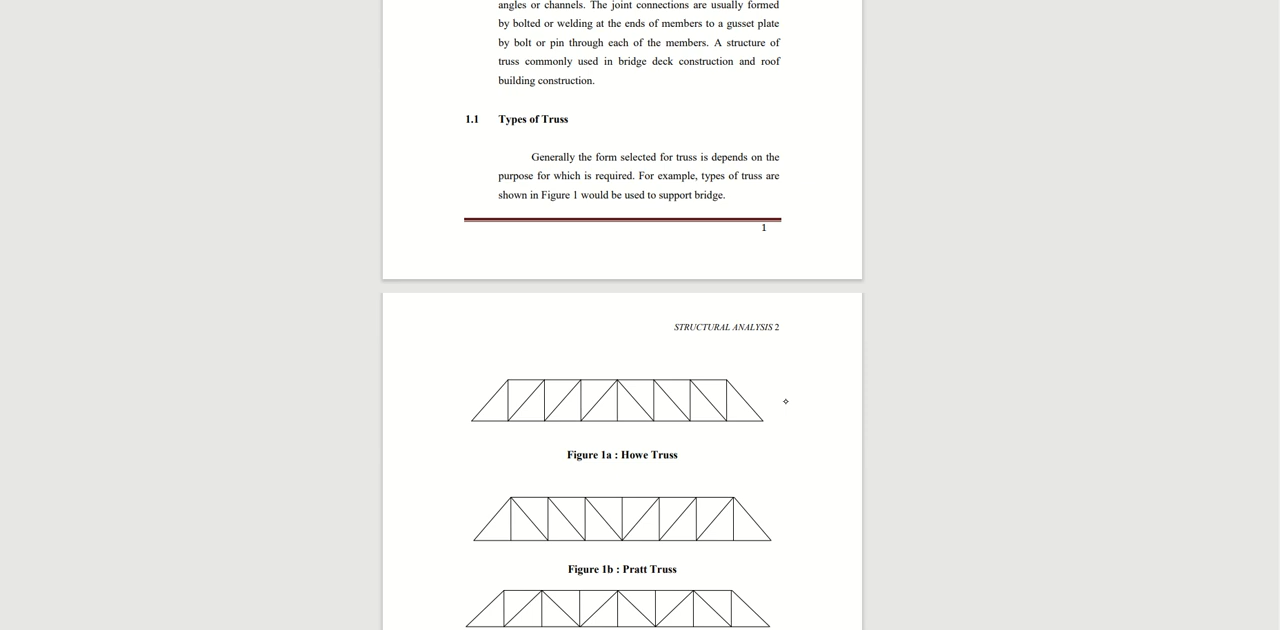 angles or channels. The joint connections are usually formed
by bolted or welding at the ends of members to a gusset plate
by bolt or pin through each of the members. A structure of
truss commonly used in bridge deck construction and roof
building construction.
1.1 Types of Truss
Generally the form selected for truss is depends on the
purpose for which is required. For example, types of truss are
shown in Figure 1 would be used to support bridge.
1
STRUCTURAL ANALYSIS 2
Figure 1a : Howe Truss
Figure 1b : Pratt Truss